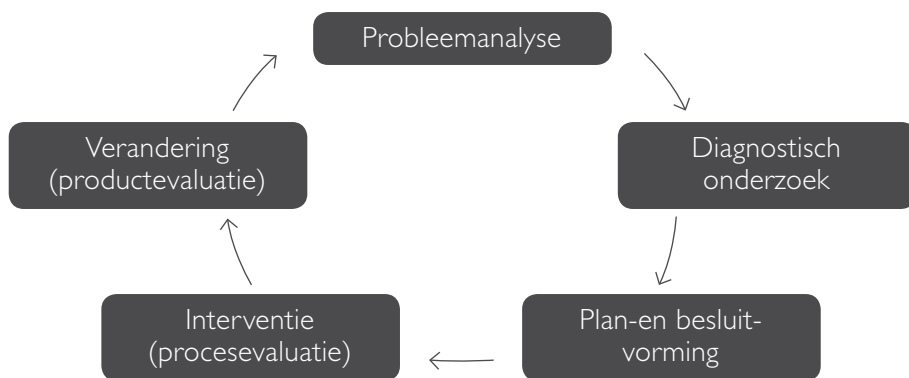 Probleemanalyse
Diagnostisch
onderzoek
Plan-en besluit-
vorming
Interventie
(procesevaluatie)
Verandering
(productevaluatie)